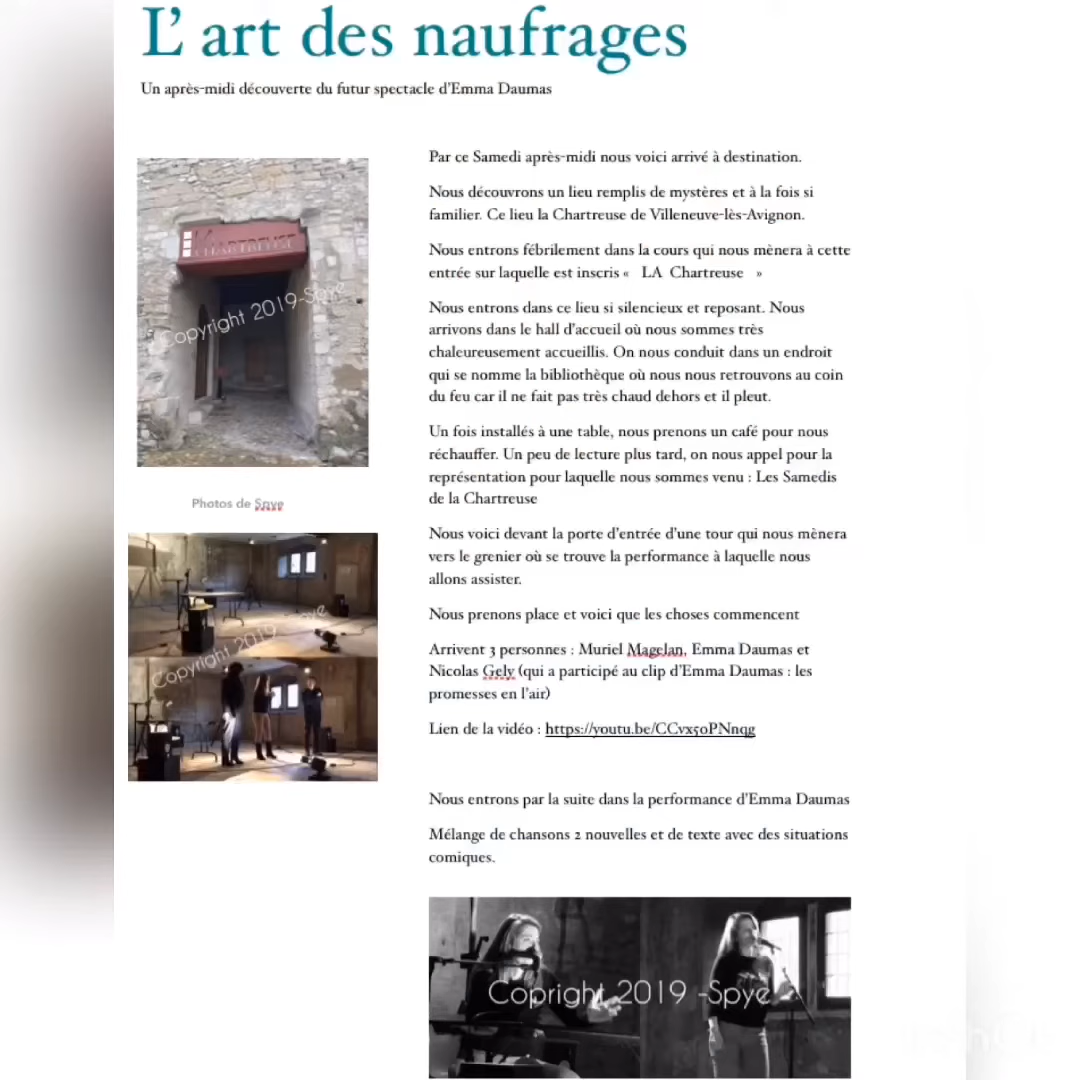 L’ art des naufrages
Un après-midi découverte du futur spectacle d’Emma Daumas
CHARTREUSE
Copyright 2019-Spye
Photos de Spye
Copyright 2019 - Spye
Par ce Samedi après-midi nous voici arrivé à destination.
Nous découvrons un lieu remplis de mystères et à la fois si
familier. Ce lieu la Chartreuse de Villeneuve-lès-Avignon.
Nous entrons fébrilement dans la cours qui nous mènera à cette
entrée sur laquelle est inscris « LA Chartreuse »
Nous entrons dans ce lieu si silencieux et reposant. Nous
arrivons dans le hall d’accueil où nous sommes très
chaleureusement accueillis. On nous conduit dans un endroit
qui se nomme la bibliothèque où nous nous retrouvons au coin
du feu car il ne fait pas très chaud dehors et il pleut.
Un fois installés à une table, nous prenons un café pour nous
réchauffer. Un peu de lecture plus tard, on nous appel pour la
représentation pour laquelle nous sommes venu : Les Samedis
de la Chartreuse
Nous voici devant la porte d’entrée d’une tour qui nous mènera
vers le grenier où se trouve la performance à laquelle nous
allons assister.
Nous prenons place et voici que les choses commencent
Arrivent 3 personnes : Muriel Magelan, Emma Daumas et
Nicolas Gely (qui a participé au clip d’Emma Daumas : les
promesses en l’air)
Lien de la vidéo : https://youtu.be/CCvx50PNnqg
Nous entrons par la suite dans la performance d’Emma Daumas
Mélange de chansons 2 nouvelles et de texte avec des situations
comiques.
Copright 2019 -Spye